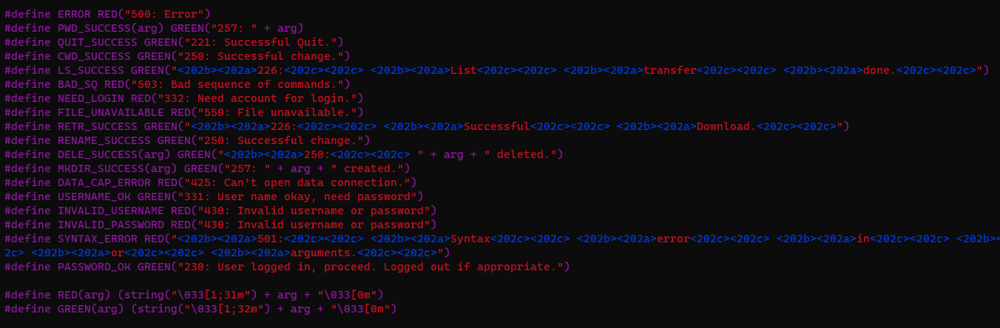 #define ERROR RED("500: Error")
#define PWD_SUCCESS(arg) GREEN("257: " + arg)
#define QUIT_SUCCESS GREEN("221: Successful Quit.")
#define CWD_SUCCESS GREEN("250: Successful change.")
#define LS_SUCCESS GREEN("<202b><202a>226:<202c><202c> <202b><202a>List<202c><202c> <202b><202a>transfer<202c><202c> <202b><202a>done.<202c><202c>")
#define BAD_SQ RED("503: Bad sequence of commands.")
#define NEED_LOGIN RED("332: Need account for login.")
#define FILE_UNAVAILABLE RED("550: File unavailable.")
#define RETR_SUCCESS GREEN("<202b><202a>226:<202c><202c> <202b><202a>Successful<202c><202c> <202b><202a>Download.<202c><202c>")
#define RENAME_SUCCESS GREEN("250: Successful change.")
#define DELE_SUCCESS(arg) GREEN("<202b><202a>250:<202c><202c> " + arg + " deleted.")
#define MKDIR_SUCCESS(arg) GREEN("257: " + arg + " created.")
#define DATA_CAP_ERROR RED("425: Can't open data connection.")
#define USERNAME_OK GREEN("331: User name okay, need password")
#define INVALID_USERNAME RED("430: Invalid username or password")
#define INVALID_PASSWORD RED("430: Invalid username or password")
#define SYNTAX_ERROR RED("<202b><202a>501:<202c><202c> <202b><202a>Syntax<202c><202c> <202b><202a>error<202c><202c> <202b><202a>in<202c><202c> <202b><
2c> <202b><202a>or<202c><202c> <202b><202a>arguments.<202c><202c>")
#define PASSWORD_OK GREEN("230: User logged in, proceed. Logged out if appropriate.")
#define RED(arg) (string("\033[1;31m") + arg + "\033[0m")
#define GREEN(arg) (string("\033[1;32m") + arg + "\033[0m")